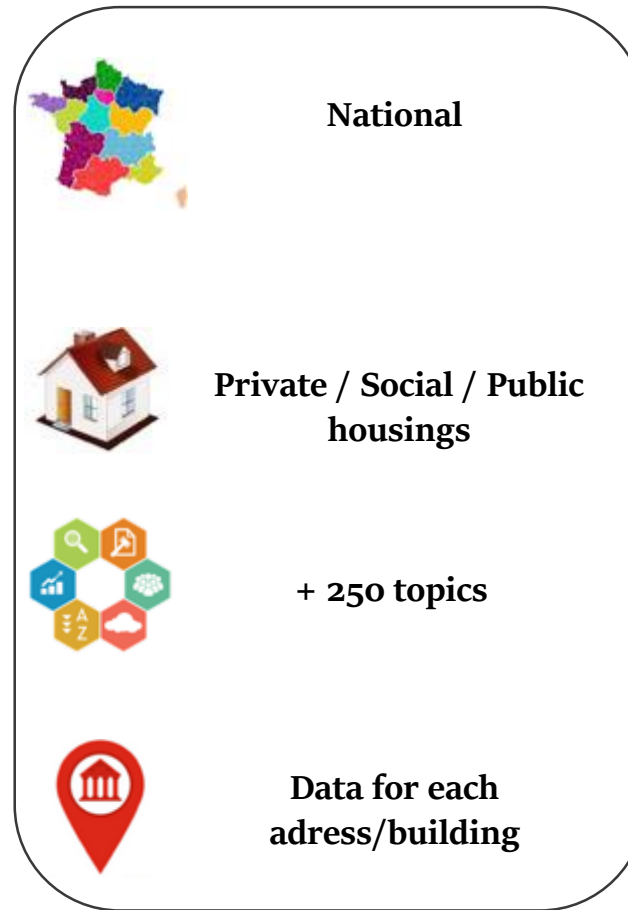 National
Private / Social / Public
housings
A
Z
+ 250 topics
Data for each
adress/building